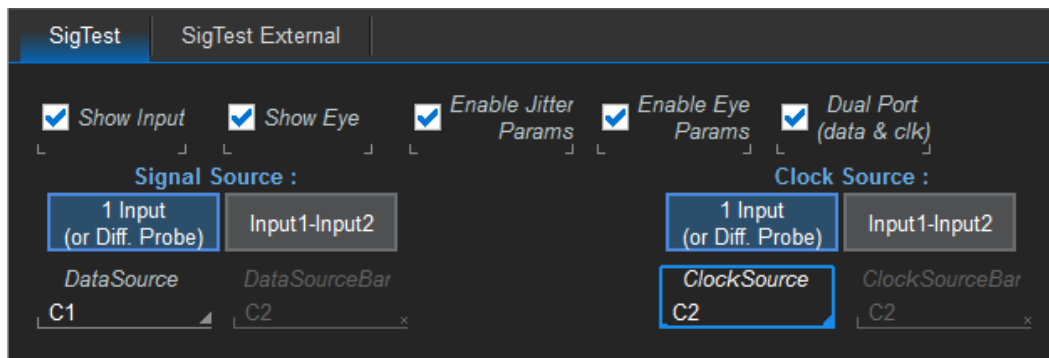 SigTest SigTest External
Show Input Show Eye Enable Jitter Params Enable Eye Params Dual Port (data & clk)
Signal Source : Clock Source :
1 Input (or Diff. Probe) Input1-Input2 1 Input (or Diff. Probe) Input1-Input2
DataSource DataSourceBar ClockSource ClockSourceBar
C1 C2 C2 C2